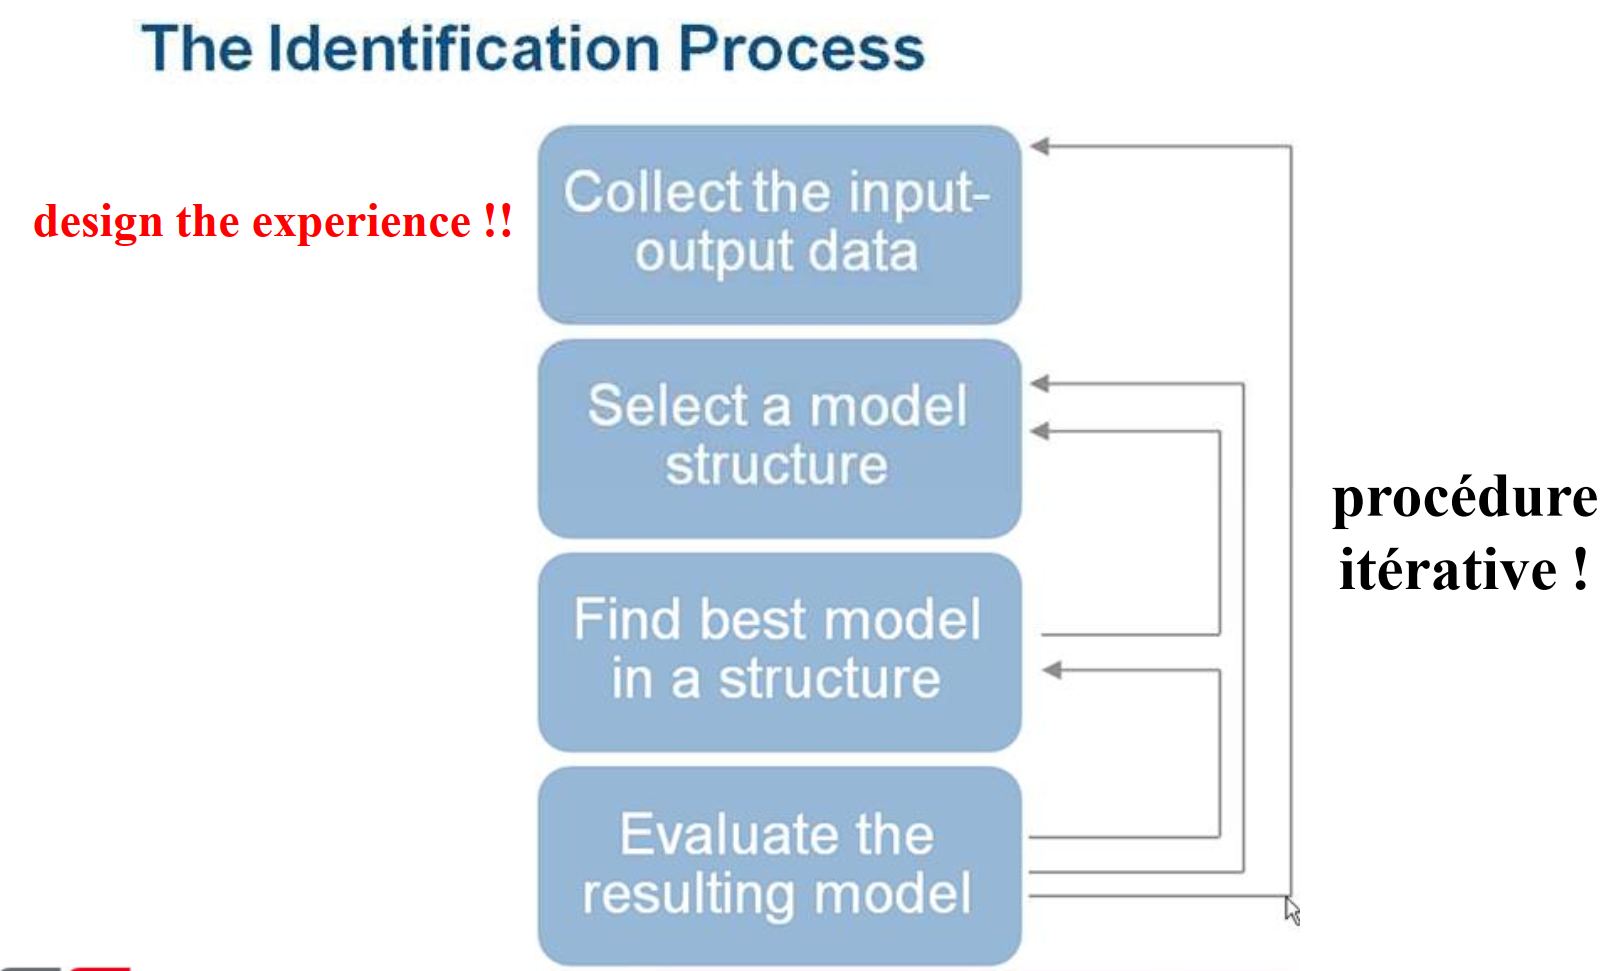 The Identification Process
design the experience !!
Collect the input-
output data
Select a model
structure
Find best model
in a structure
Evaluate the
resulting model
procédure
itérative !